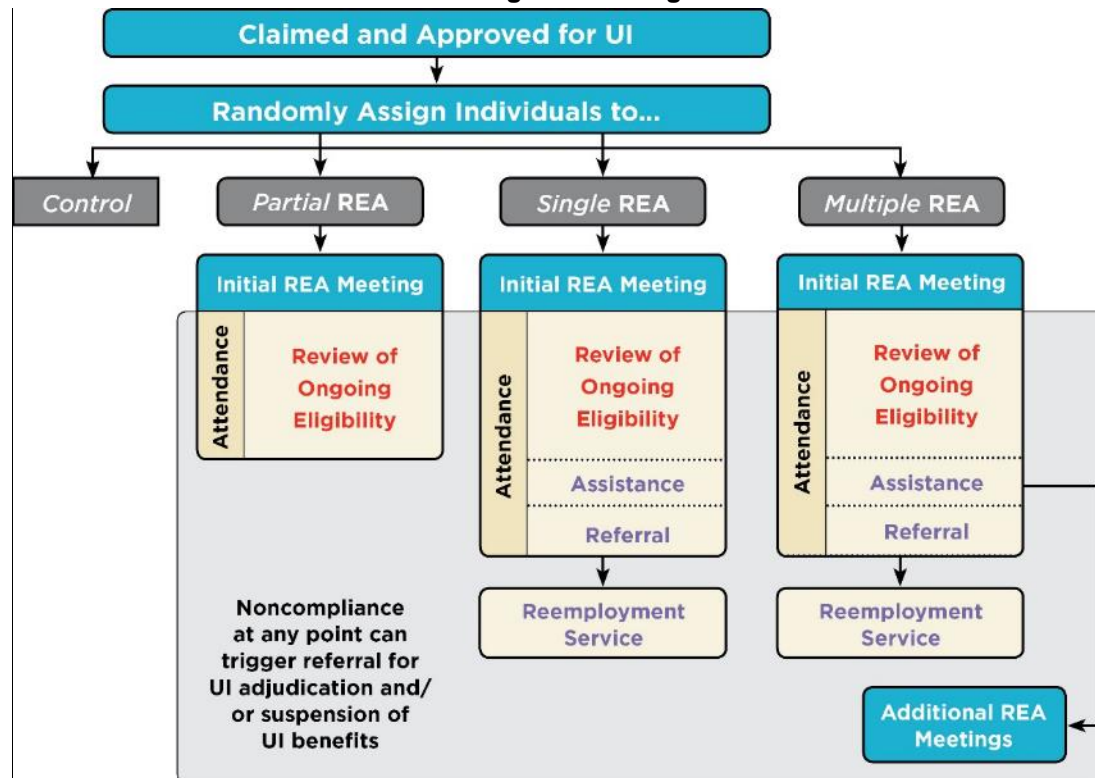 Claimed and Approved for UI
Randomly Assign Individuals to...
Control
Partial REA
Single REA
Multiple REA
Initial REA Meeting
Attendance
Review of
Ongoing
Eligibility
Initial REA Meeting
Attendance
Review of
Ongoing
Eligibility
Assistance
Referral
Initial REA Meeting
Attendance
Review of
Ongoing
Eligibility
Assistance
Referral
Reemployment
Service
Reemployment
Service
Noncompliance
at any point can
trigger referral for
UI adjudication and/
or suspension of
UI benefits
Additional REA
Meetings